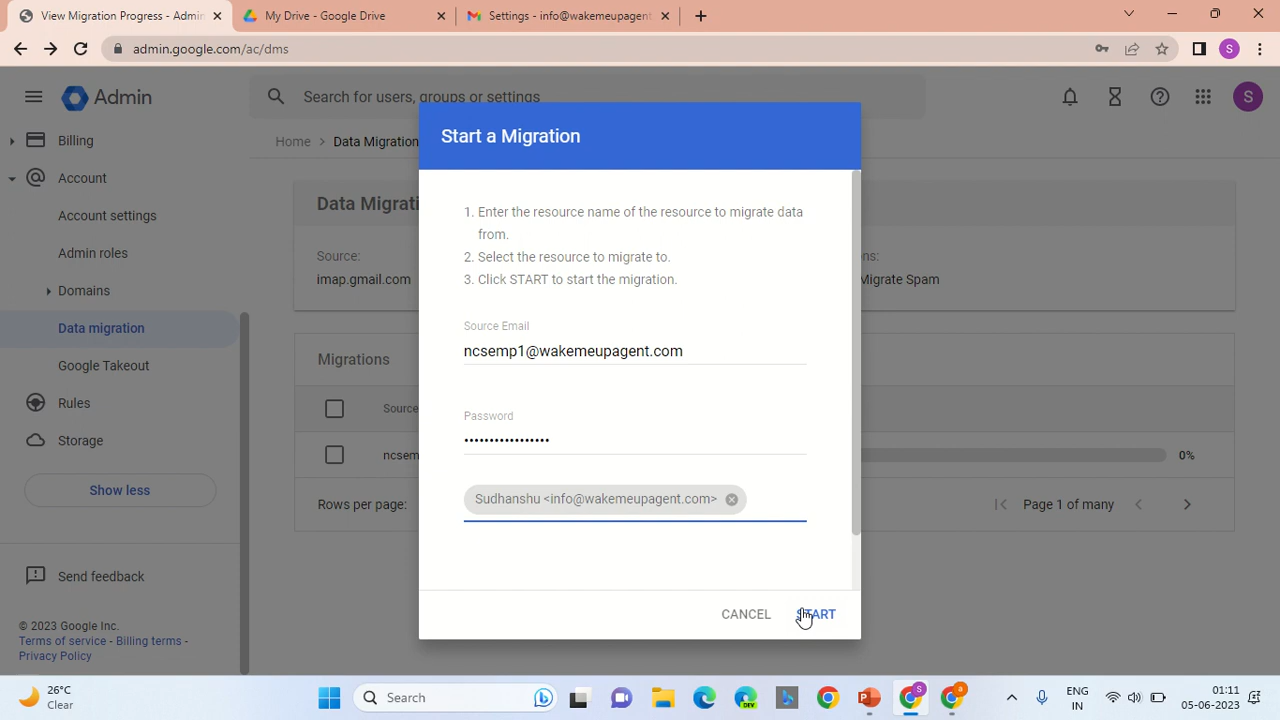 View Migration Progress - Admin
My Drive - Google Drive
Settings - info@wakemeupagent
admin.google.com/ac/dms
S
Admin
Search for users, groups or settings
S
Billing
Account
Account settings
Admin roles
Domains
Data migration
Google Takeout
Rules
Storage
Show less
Send feedback
© 2023 Google Inc.
Terms of service - Billing terms -
Privacy Policy
Home > Data Migration
Data Migrati
Source:
imap.gmail.com
ns:
Migrate Spam
Migrations
Source
ncsem
0%
Rows per page:
Page 1 of many
Start a Migration
1. Enter the resource name of the resource to migrate data
from.
2. Select the resource to migrate to.
3. Click START to start the migration.
Source Email
ncsemp1@wakemeupagent.com
Password
•••••••••••••••••
Sudhanshu <info@wakemeupagent.com>
CANCEL
START
26°C
Clear
Search
DEV
S
a
ENG
IN
01:11
05-06-2023